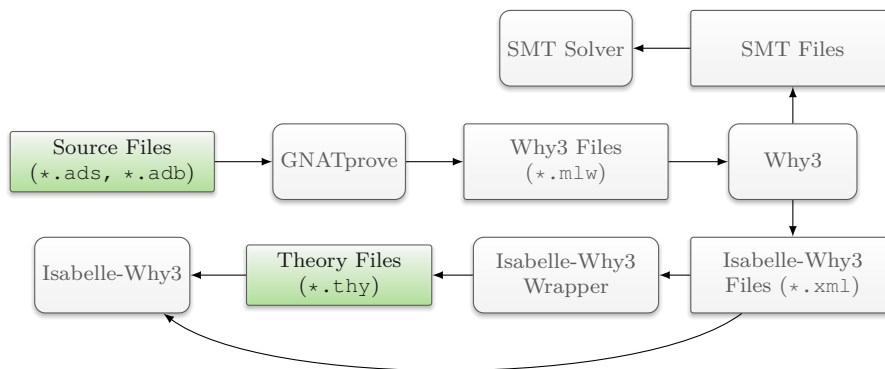 SMT Solver
SMT Files
Source Files
(*.ads, *.adb)
GNATprove
Why3 Files
(*.mlw)
Why3
Isabelle-Why3
Theory Files
(*.thy)
Isabelle-Why3
Wrapper
Isabelle-Why3
Files (*.xml)